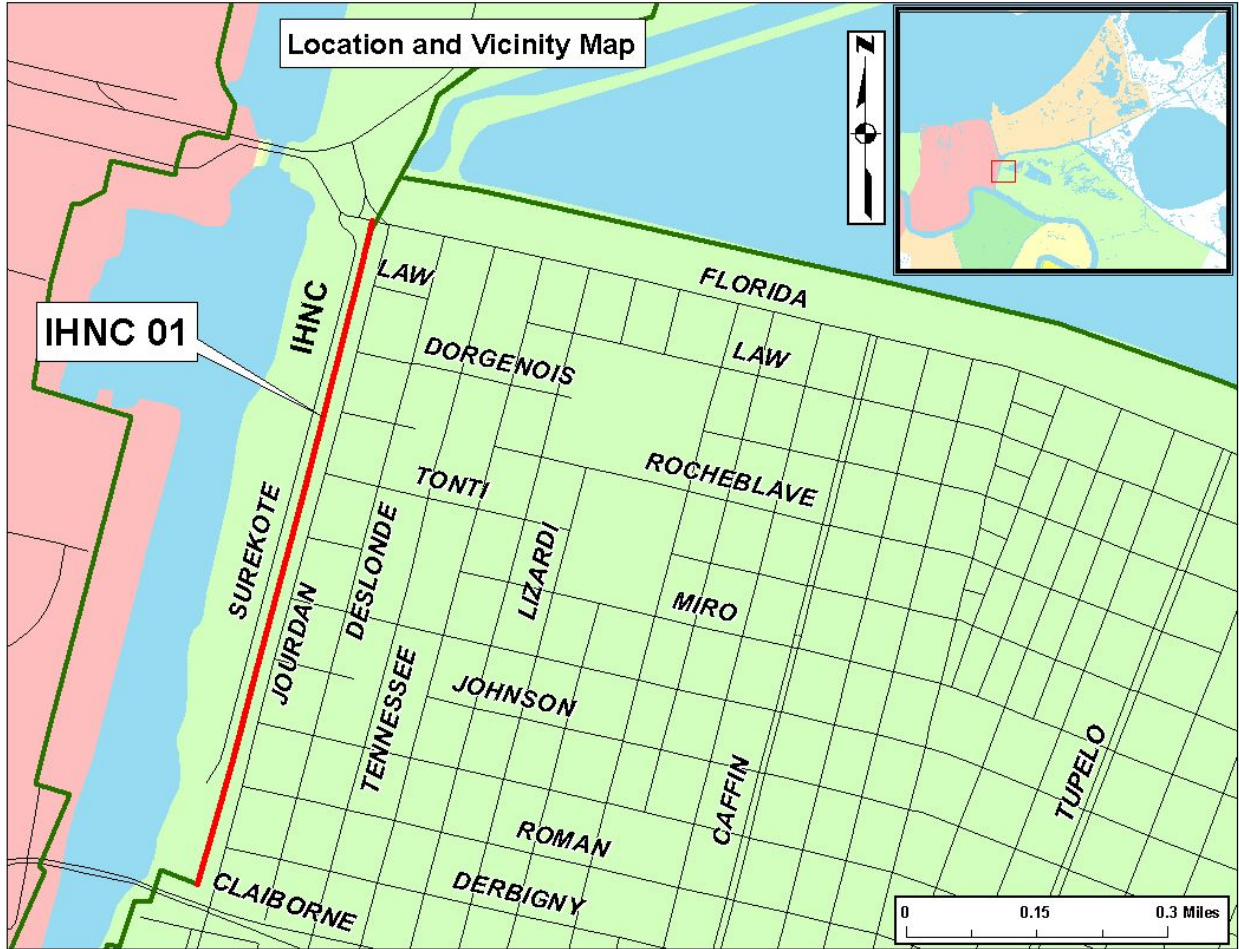 Location and Vicinity Map
N
LAW
FLORIDA
IHNC
IHNC 01
DORGENOIS
LAW
TONTI
ROCHEBLAVE
SUREKOTE
DESLONDE
LIZARDI
JOURDAN
MIRO
TENNESSEE
JOHNSON
TUPELO
CAFFIN
ROMAN
CLAIBORNE
DERBIGNY
0 0.15 0.3 Miles